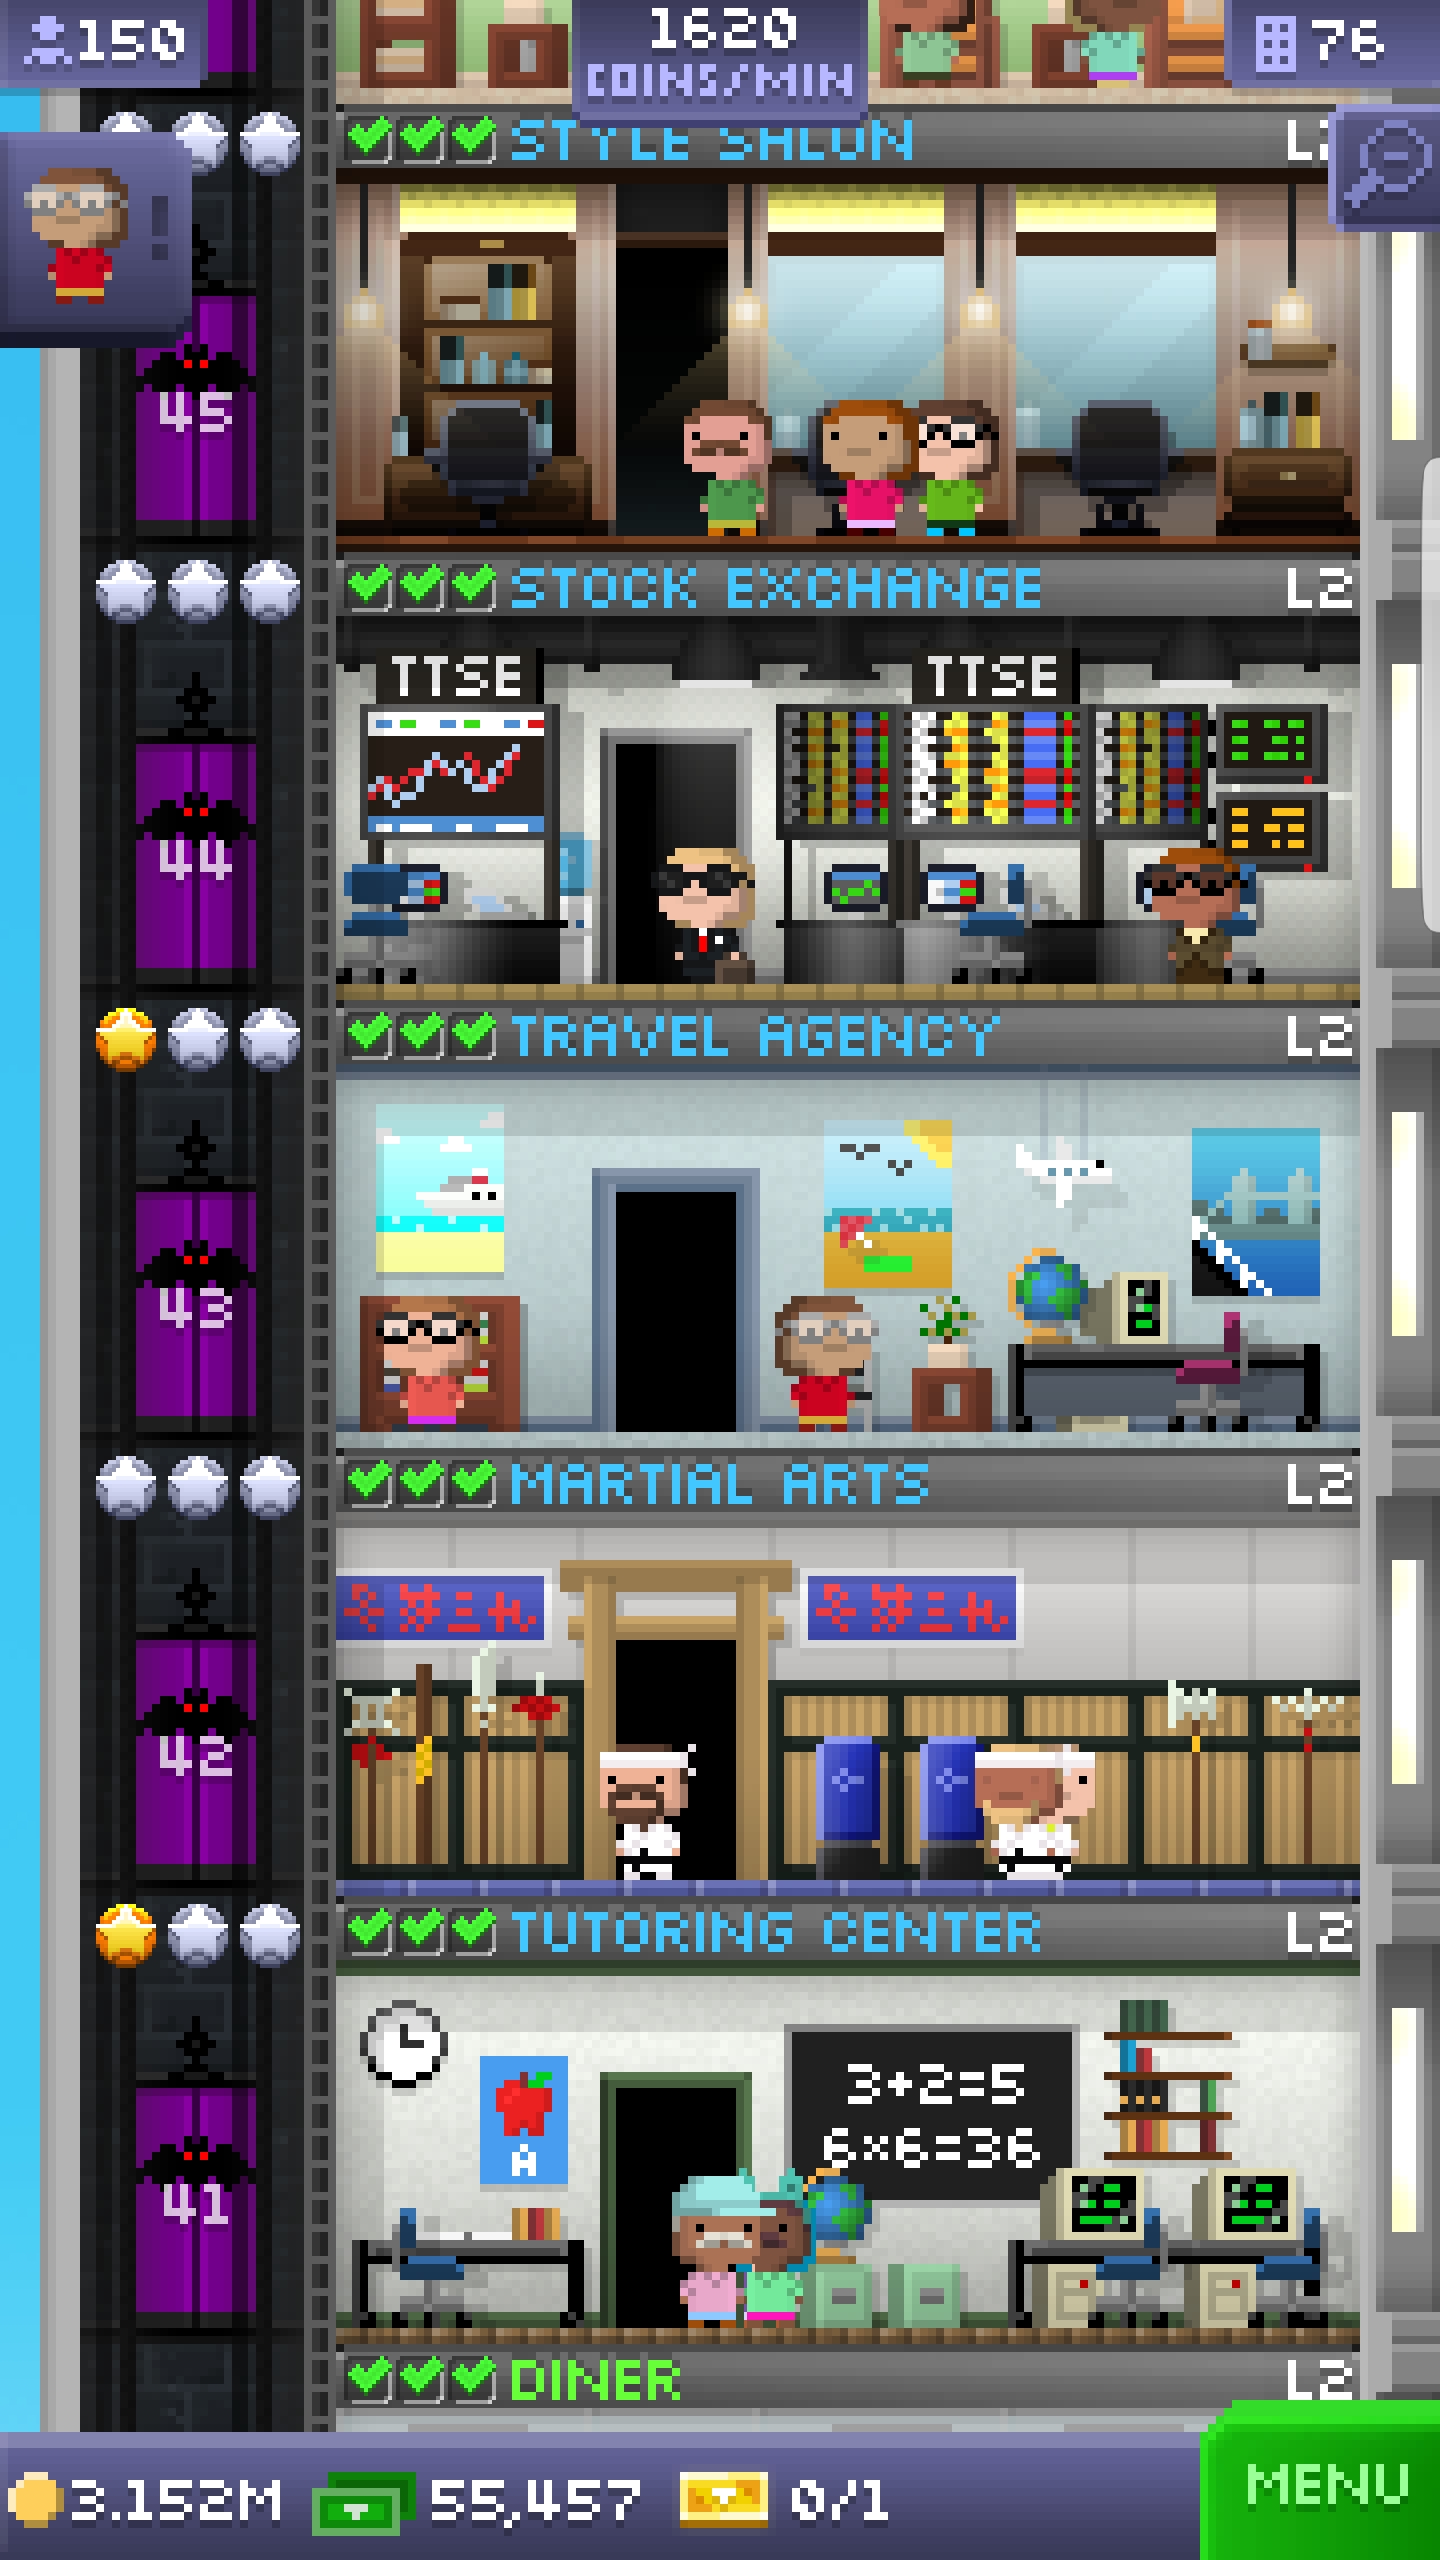 150
1620
COINS/MIN
76
STYLE SALON
45
STOCK EXCHANGE L2
TTSE
TTSE
44
TRAVEL AGENCY L2
43
MARTIAL ARTS L2
42
TUTORING CENTER L2
3+2=5
6×6=36
A
41
DINER L2
3.152M 55,457 0/1
MENU